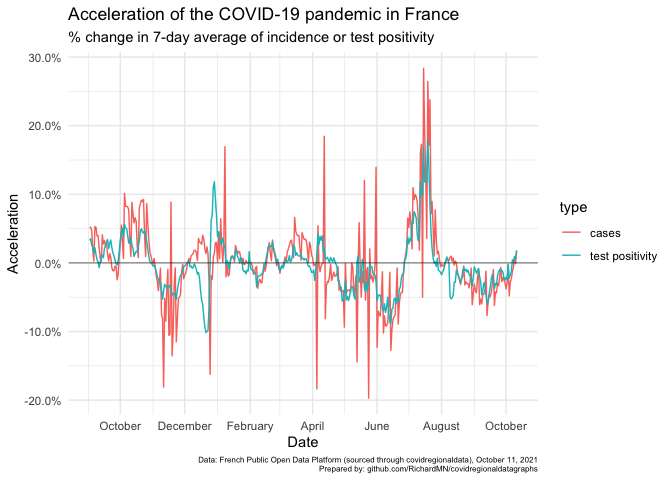 Acceleration of the COVID-19 pandemic in France
% change in 7-day average of incidence or test positivity
30.0%
20.0%
10.0%
0.0%
-10.0%
-20.0%
Acceleration
October December February April June August October
Date
type
cases
test positivity
Data: French Public Open Data Platform (sourced through covidregionaldata), October 11, 2021
Prepared by: github.com/RichardMN/covidregionaldatagraphs